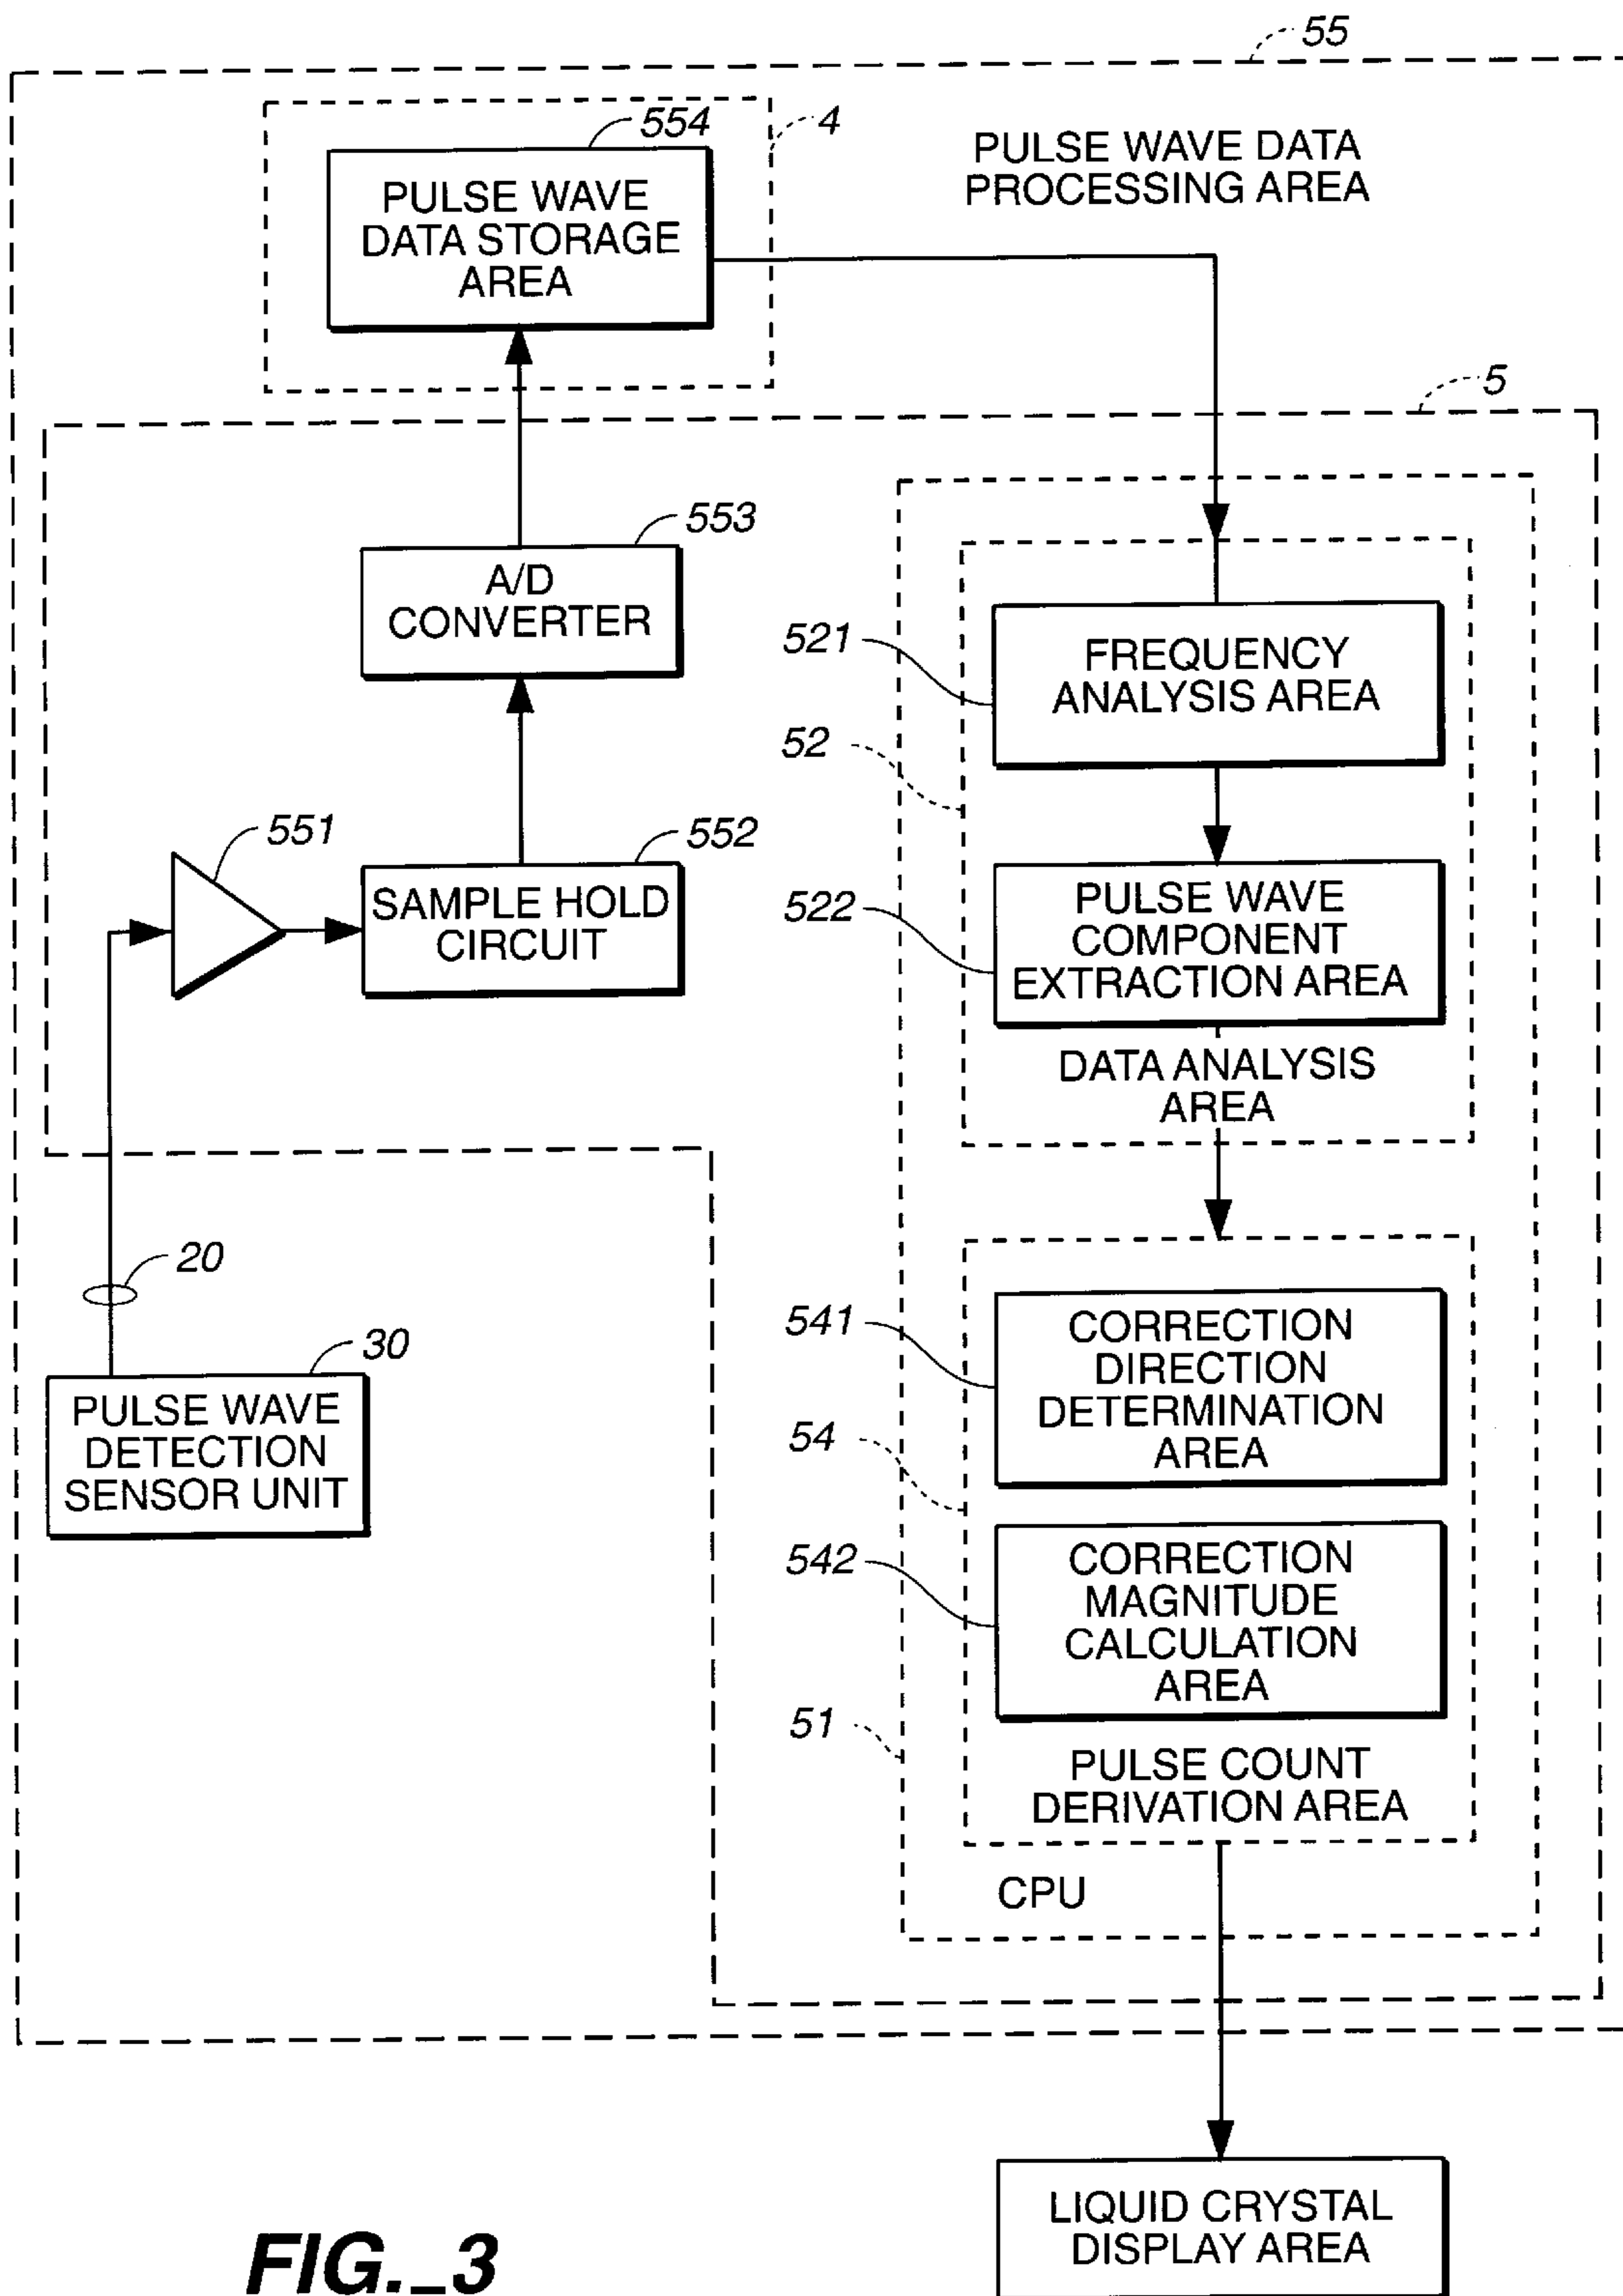 55
554
4
PULSE WAVE
DATA STORAGE
AREA
PULSE WAVE DATA
PROCESSING AREA
5
553
A/D
CONVERTER
521
FREQUENCY
ANALYSIS AREA
52
551
552
SAMPLE HOLD
CIRCUIT
522
PULSE WAVE
COMPONENT
EXTRACTION AREA
DATA ANALYSIS
AREA
20
30
PULSE WAVE
DETECTION
SENSOR UNIT
541
CORRECTION
DIRECTION
DETERMINATION
AREA
54
542
CORRECTION
MAGNITUDE
CALCULATION
AREA
51
PULSE COUNT
DERIVATION AREA
CPU
LIQUID CRYSTAL
DISPLAY AREA
FIG._3